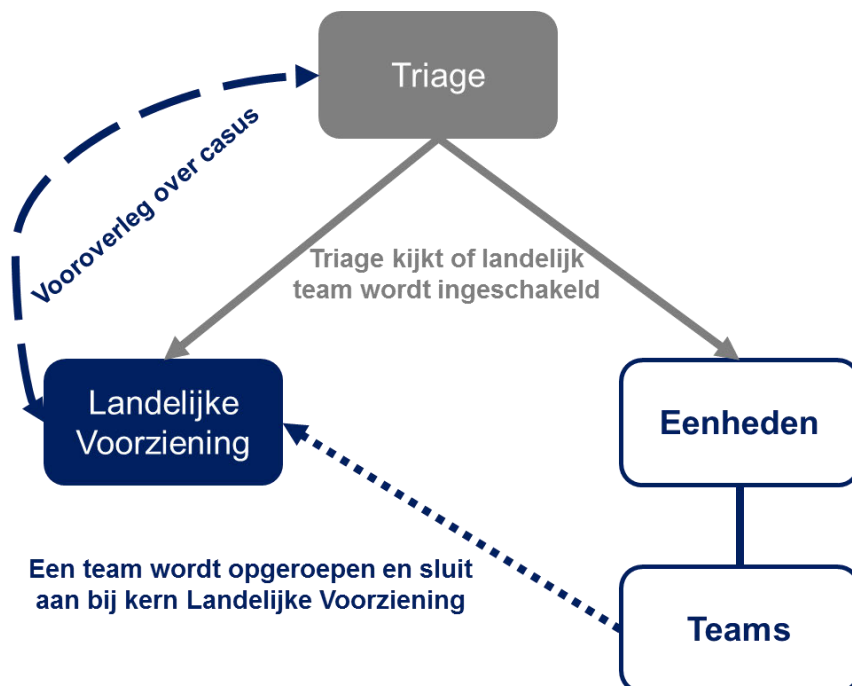 Triage
Vooroverleg over casus
Triage kijkt of landelijk
team wordt ingeschakeld
Landelijke
Voorziening
Eenheden
Een team wordt opgeroepen en sluit
aan bij kern Landelijke Voorziening
Teams